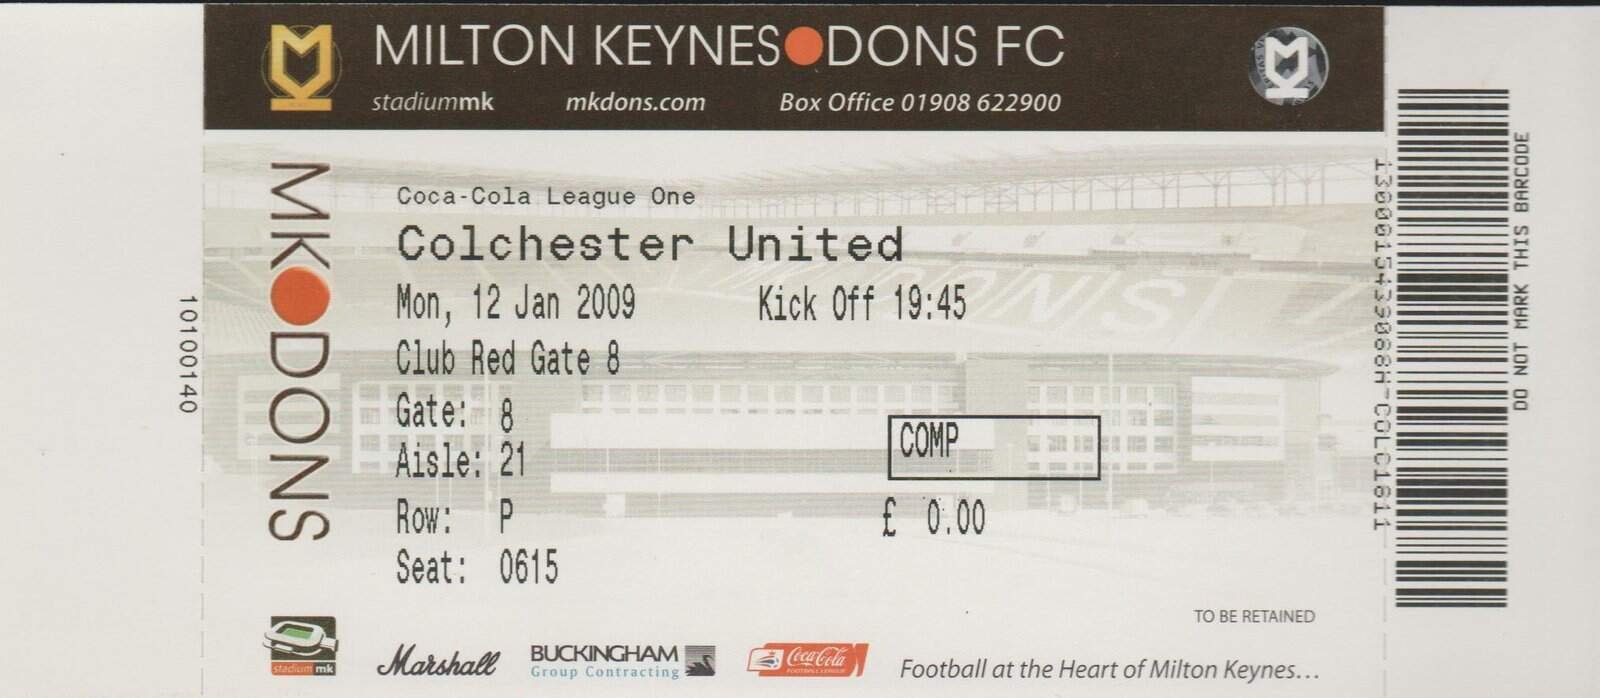 MILTON KEYNES DONS FC
stadiummk mkdons.com Box Office 01908 622900
MK DONS
10100140
Coca-Cola League One
Colchester United
Mon, 12 Jan 2009 Kick Off 19:45
Club Red Gate 8
Gate: 8
Aisle: 21
COMP
Row: P
£ 0.00
Seat: 0615
TO BE RETAINED
stadium mk
Marshall
BUCKINGHAM
Group Contracting
Coca-Cola
FOOTBALL LEAGUE
Football at the Heart of Milton Keynes...
DO NOT MARK THIS BARCODE